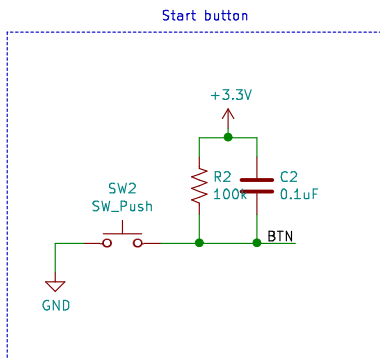 Start button
+3.3V
R2
100k
C2
0.1uF
SW2
SW_Push
BTN
GND